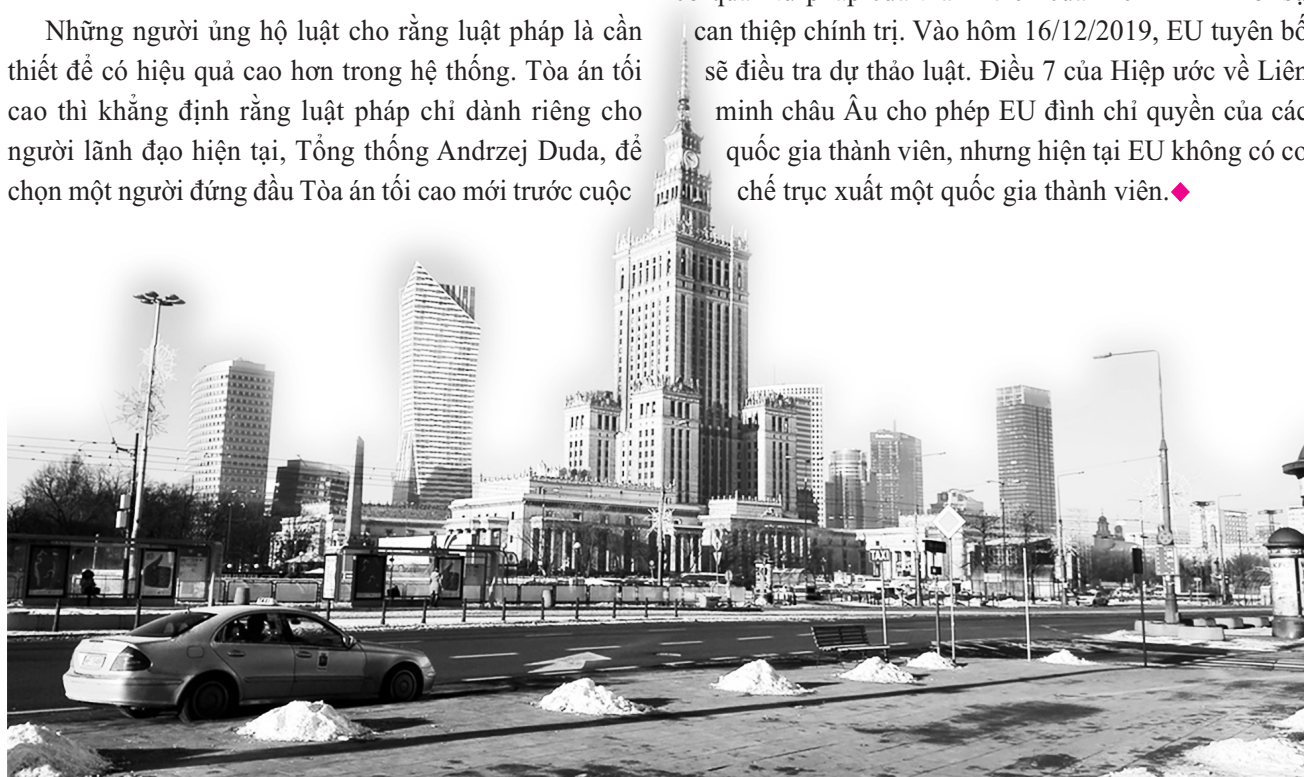 Những người ủng hộ luật cho rằng luật pháp là cần
thiết để có hiệu quả cao hơn trong hệ thống. Tòa án tối
cao thì khẳng định rằng luật pháp chỉ dành riêng cho
người lãnh đạo hiện tại, Tổng thống Andrzej Duda, để
chọn một người đứng đầu Tòa án tối cao mới trước cuộc
can thiệp chính trị. Vào hôm 16/12/2019, EU tuyên bố
sẽ điều tra dự thảo luật. Điều 7 của Hiệp ước về Liên
minh châu Âu cho phép EU đình chỉ quyền của các
quốc gia thành viên, nhưng hiện tại EU không có cơ
chế trục xuất một quốc gia thành viên.◆
TAXI